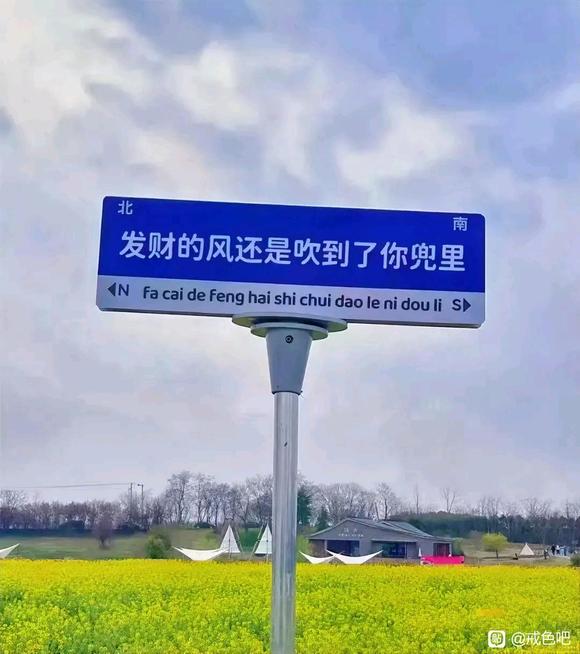 北 南
发财的风还是吹到了你兜里
N fa cai de feng hai shi chui dao le ni dou li S
贴 @戒色吧